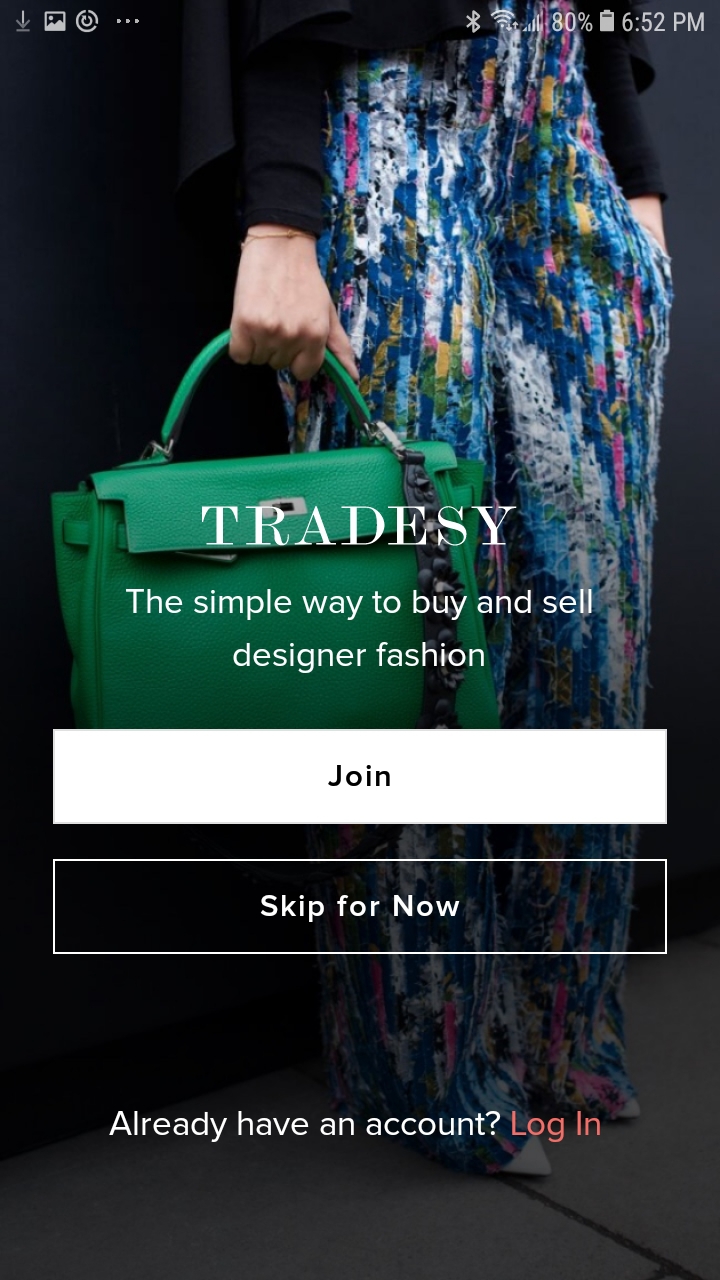 80% 6:52 PM
TRADESY
The simple way to buy and sell
designer fashion
Join
Skip for Now
Already have an account? Log In